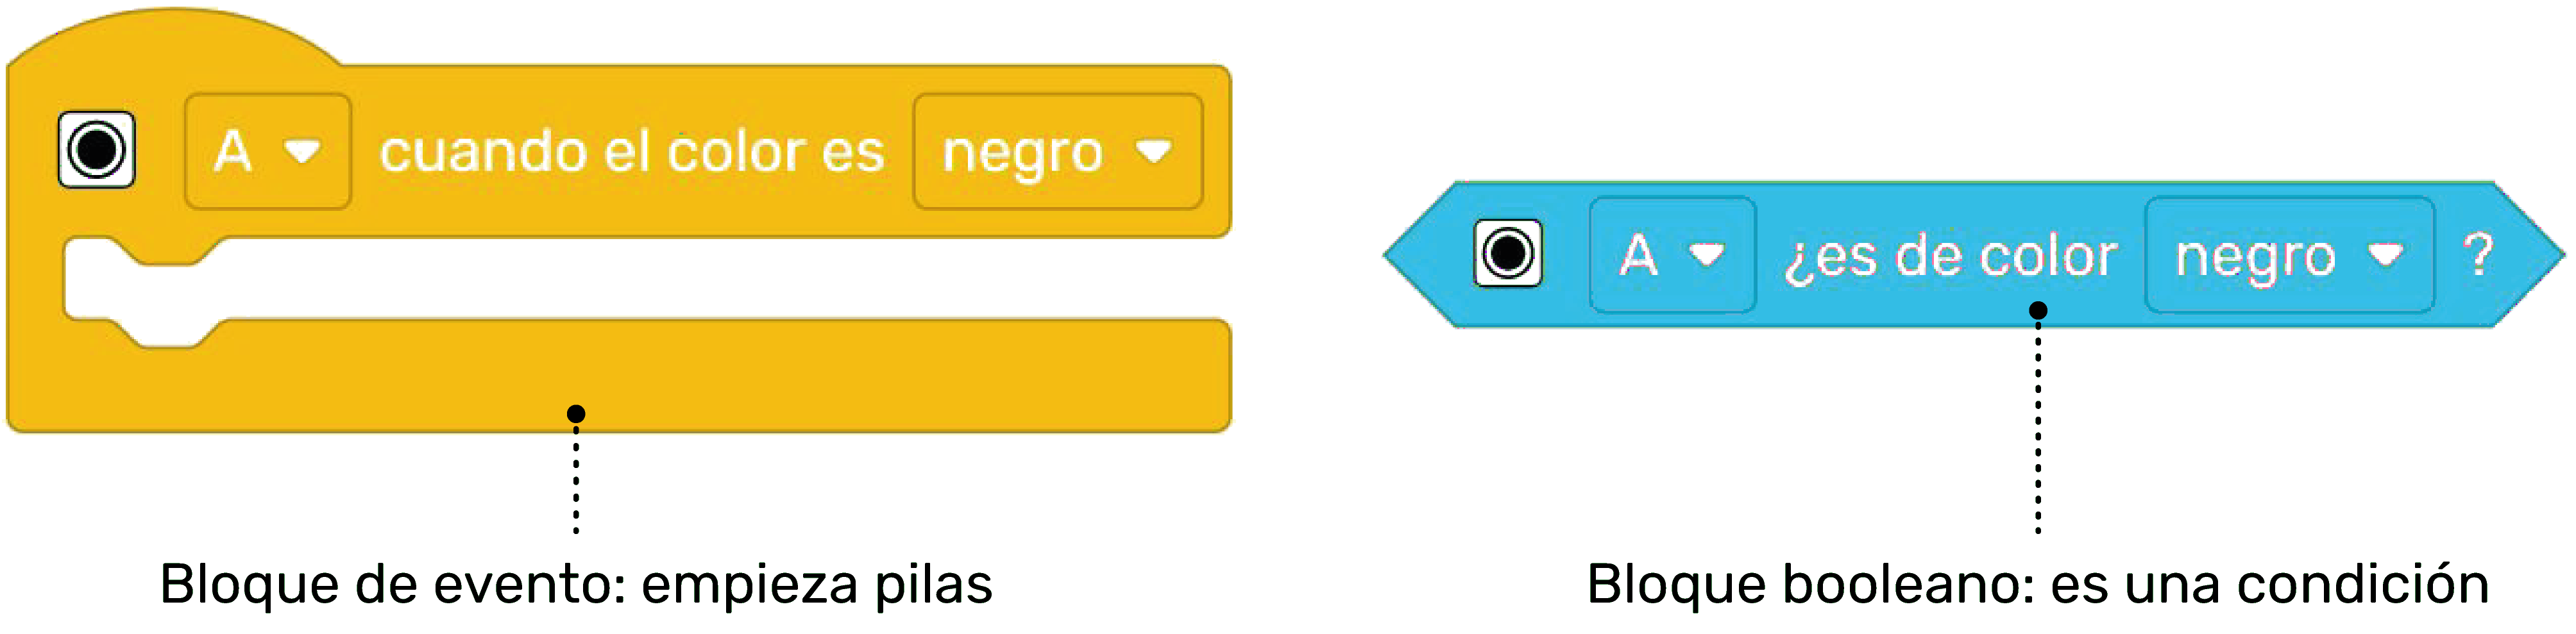 A cuando el color es negro
A ¿es de color negro ?
Bloque de evento: empieza pilas
Bloque booleano: es una condición